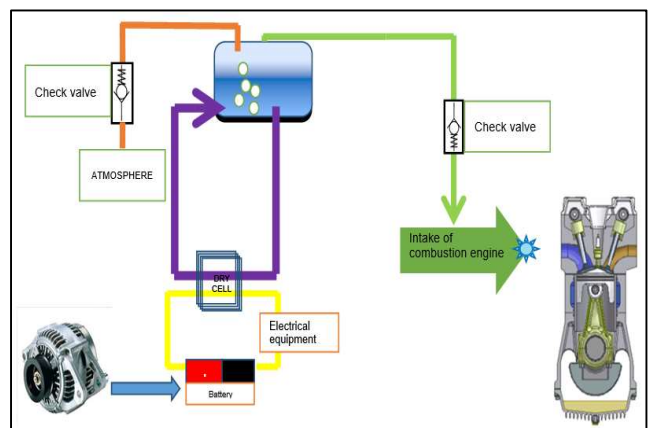 Check valve
Check valve
ATMOSPHERE
Intake of
combustion engine
DRY
CELL
Electrical
equipment
Battery